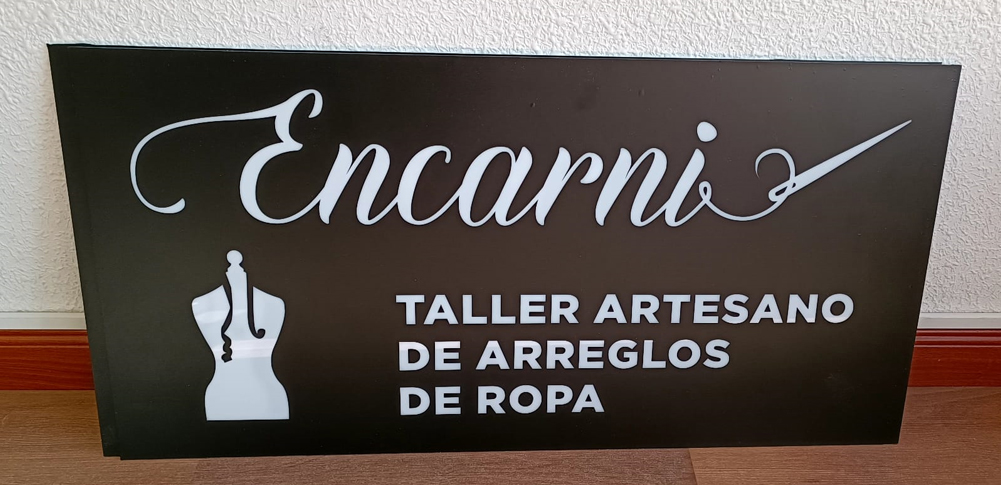 Encarni
TALLER ARTESANO
DE ARREGLOS
DE ROPA